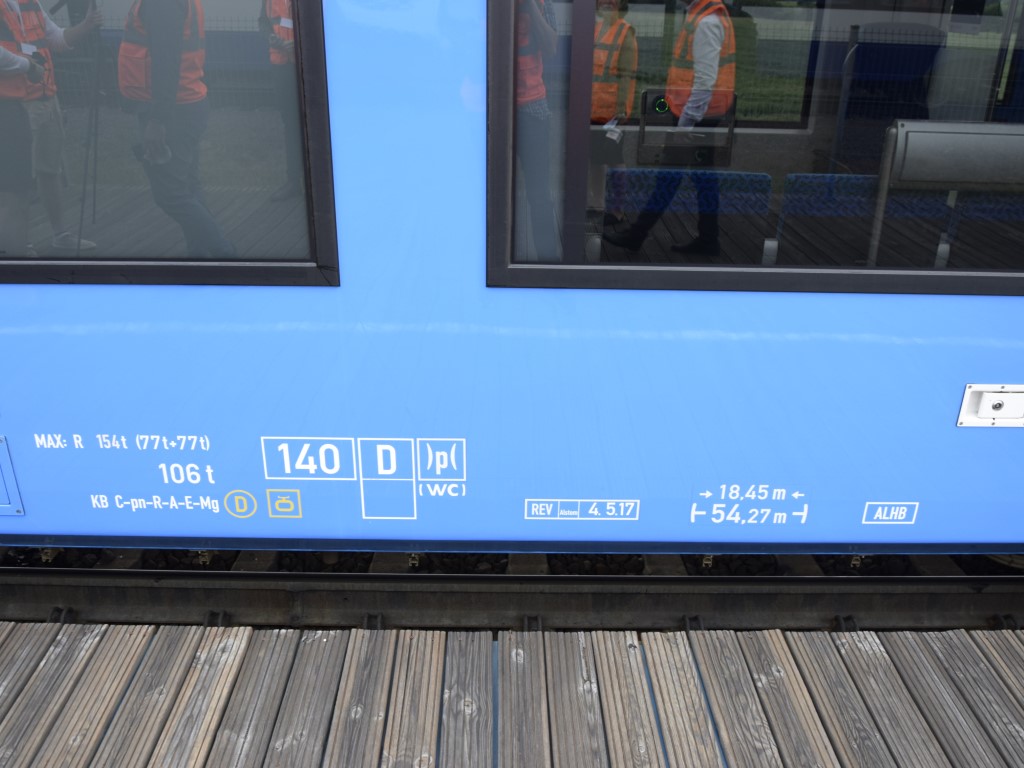 MAX: R 154t (77t+77t)
106 t
KB C-pn-R-A-E-Mg D
140 D )p(
(WC)
REV Alstom 4.5.17
18,45 m
54,27 m
ALHB